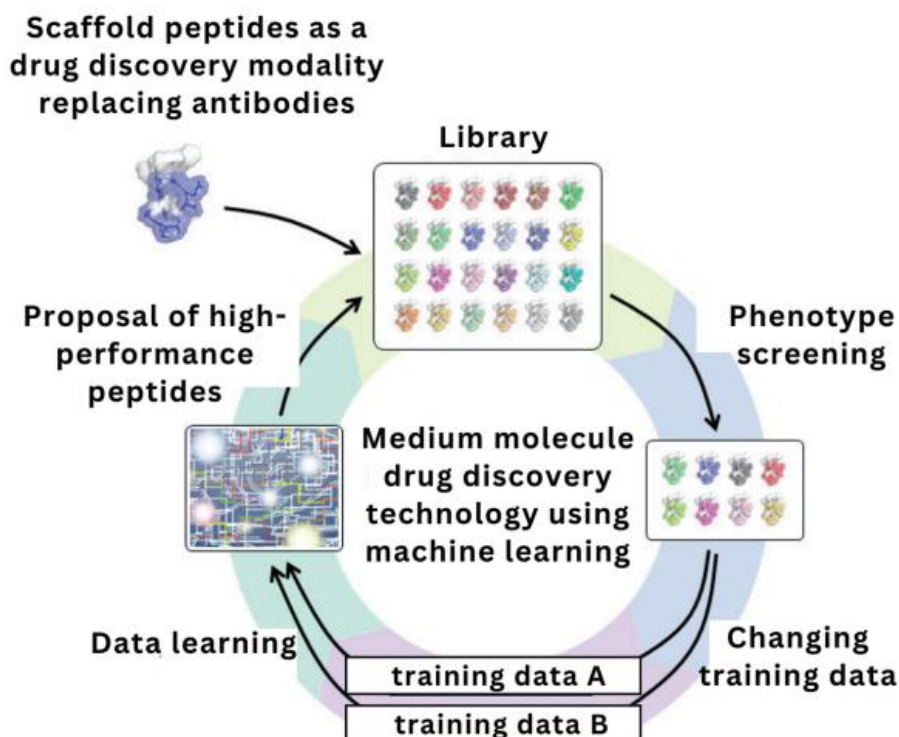 Scaffold peptides as a
drug discovery modality
replacing antibodies
Library
Proposal of high-
performance
peptides
Phenotype
screening
Medium molecule
drug discovery
technology using
machine learning
Data learning
Changing
training data
training data A
training data B